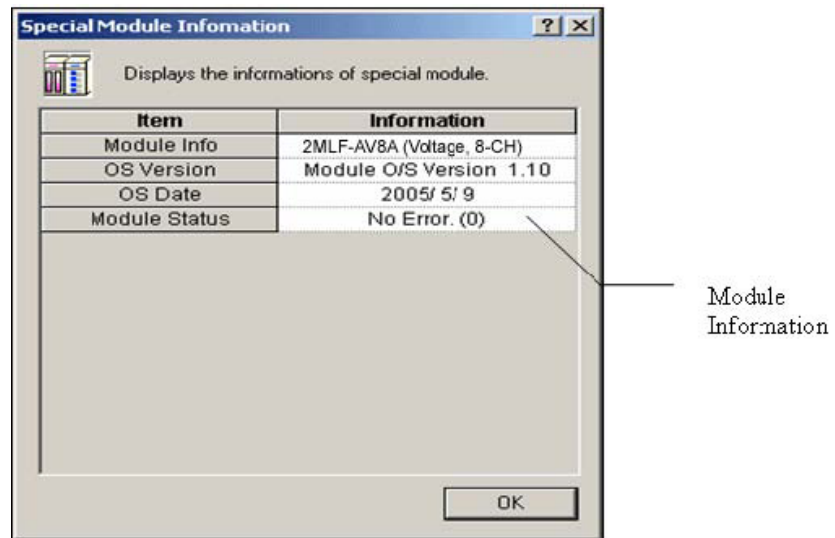 Special Module Infomation
Displays the informations of special module.
Item Information
Module Info 2MLF-AV8A (Voltage, 8-CH)
OS Version Module O/S Version 1.10
OS Date 2005/ 5/ 9
Module Status No Error. (0)
Module
Information
OK